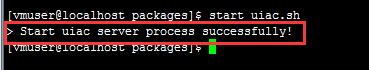 [vmuser@localhost packages]$ start uiac.sh
> Start uiac server process successfully!
[vmuser@localhost packages]$